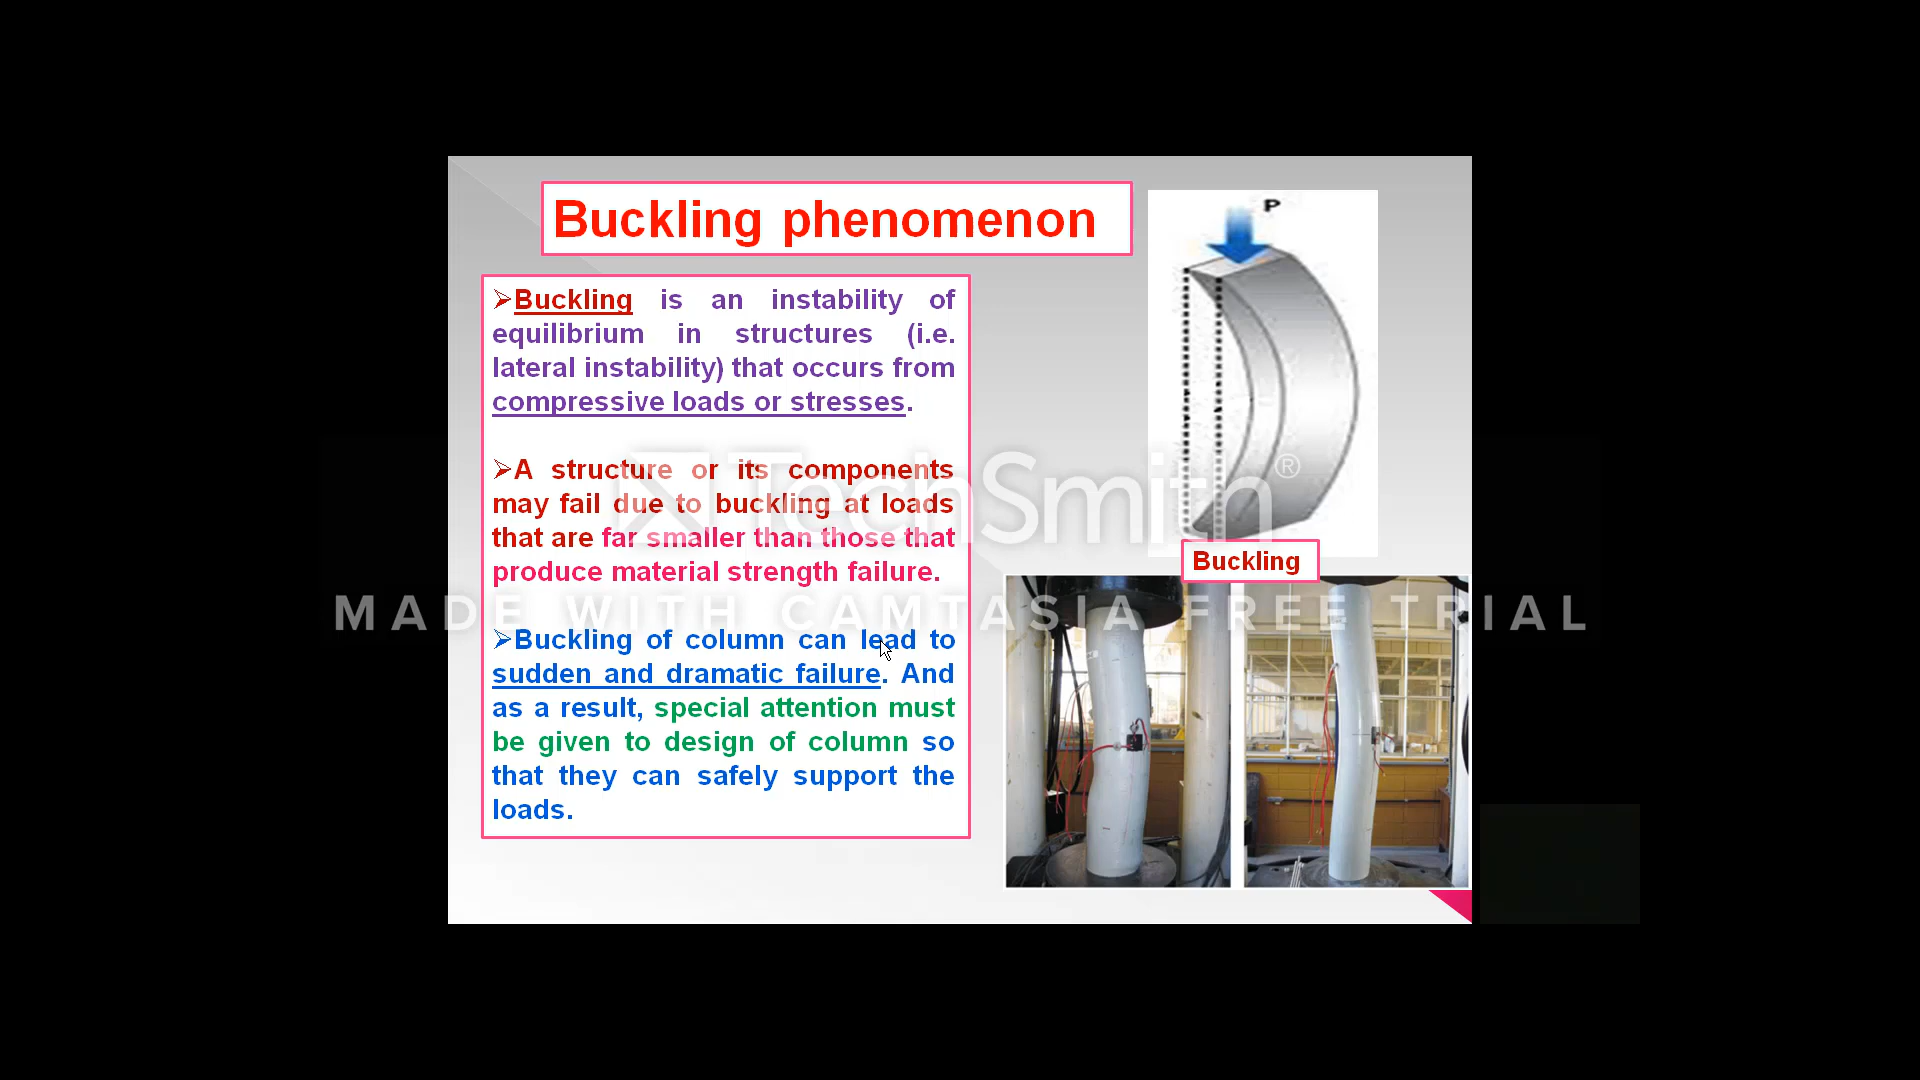 Buckling phenomenon
P
➢Buckling is an instability of
equilibrium in structures (i.e.
lateral instability) that occurs from
compressive loads or stresses.
➢A structure or its components
may fail due to buckling at loads
that are far smaller than those that
produce material strength failure.
➢Buckling of column can lead to
sudden and dramatic failure. And
as a result, special attention must
be given to design of column so
that they can safely support the
loads.
Buckling
TechSmith®
MADE WITH CAMTASIA FREE TRIAL